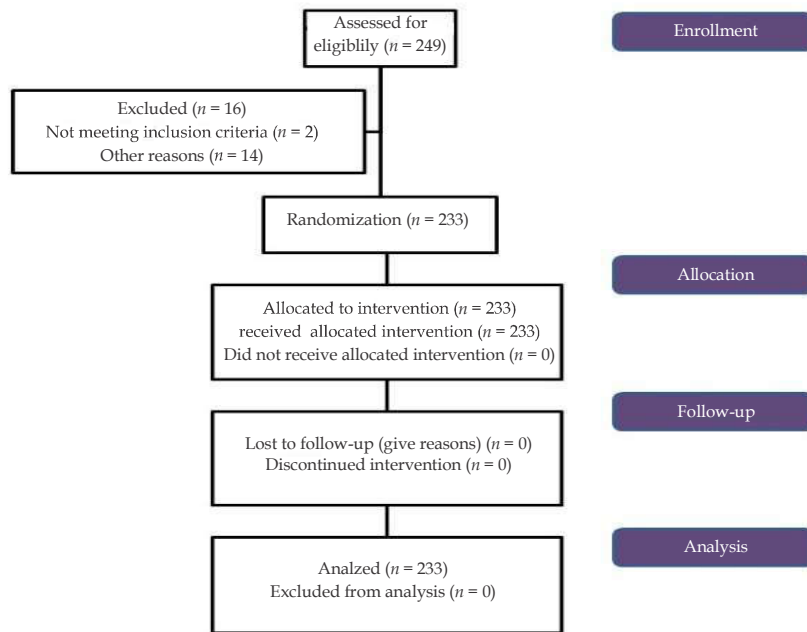 Assessed for
eligiblily (n = 249)
Enrollment
Excluded (n = 16)
Not meeting inclusion criteria (n = 2)
Other reasons (n = 14)
Randomization (n = 233)
Allocation
Allocated to intervention (n = 233)
received allocated intervention (n = 233)
Did not receive allocated intervention (n = 0)
Follow-up
Lost to follow-up (give reasons) (n = 0)
Discontinued intervention (n = 0)
Analysis
Analzed (n = 233)
Excluded from analysis (n = 0)